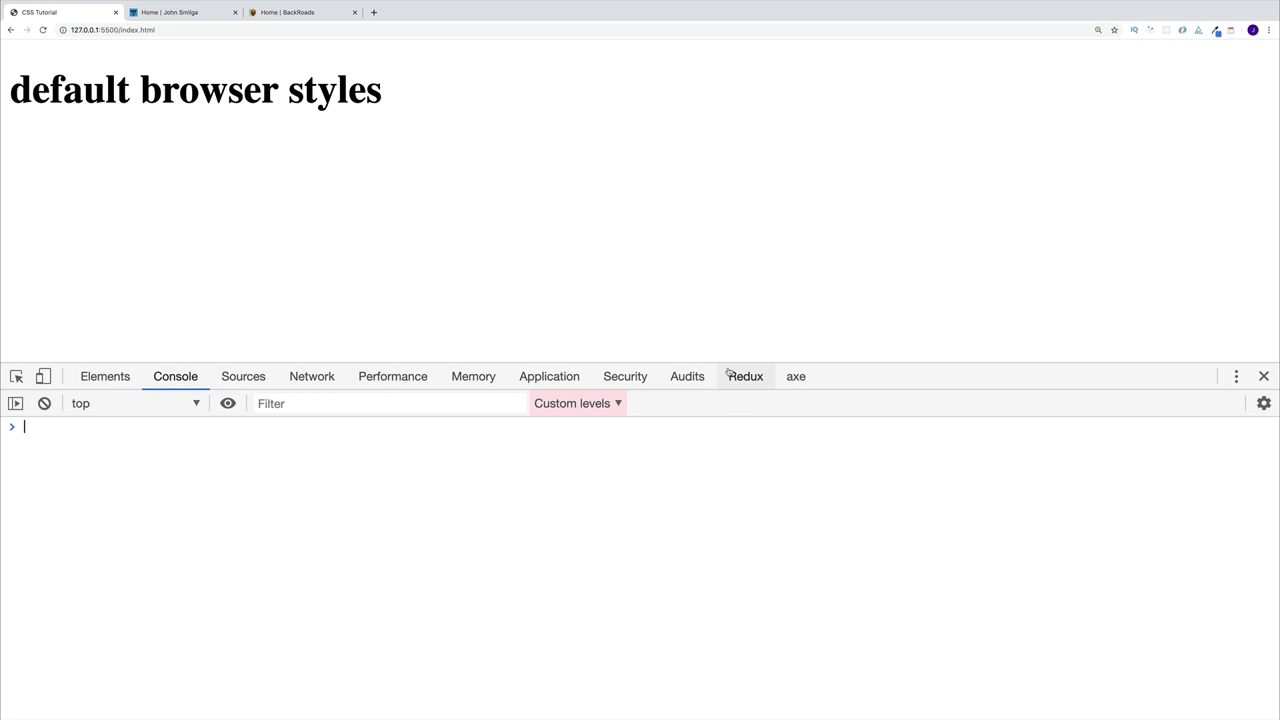 CSS Tutorial
Home | John Smilga
Home | BackRoads
127.0.0.1:5500/index.html
IQ
J
default browser styles
Elements Console Sources Network Performance Memory Application Security Audits Redux axe
top Filter Custom levels